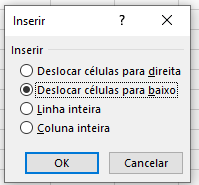 Inserir ? ×
Inserir
Deslocar células para direita
Deslocar células para baixo
Linha inteira
Coluna inteira
OK Cancelar